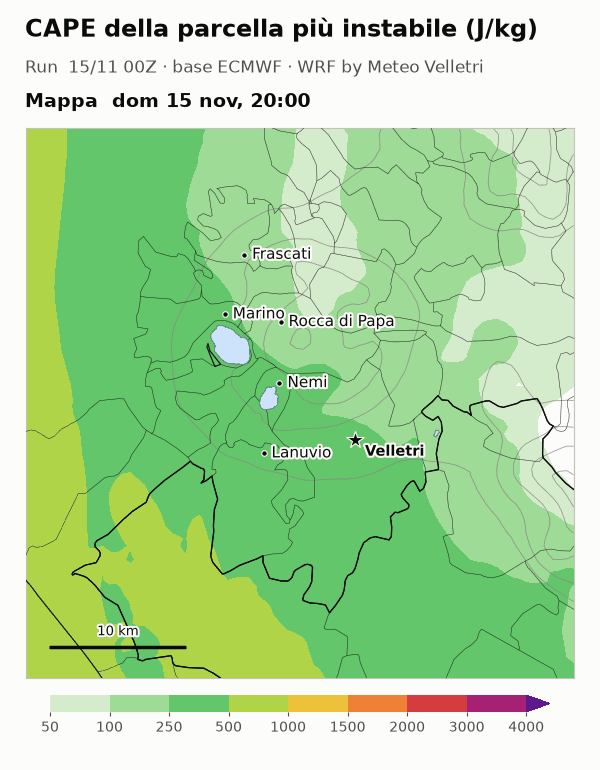 CAPE della parcella più instabile (J/kg)
Run  15/11 00Z · base ECMWF · WRF by Meteo Velletri
Mappa  dom 15 nov, 20:00
Frascati
Marino
Rocca di Papa
Nemi
Velletri
Lanuvio
10 km
50 100 250 500 1000 1500 2000 3000 4000